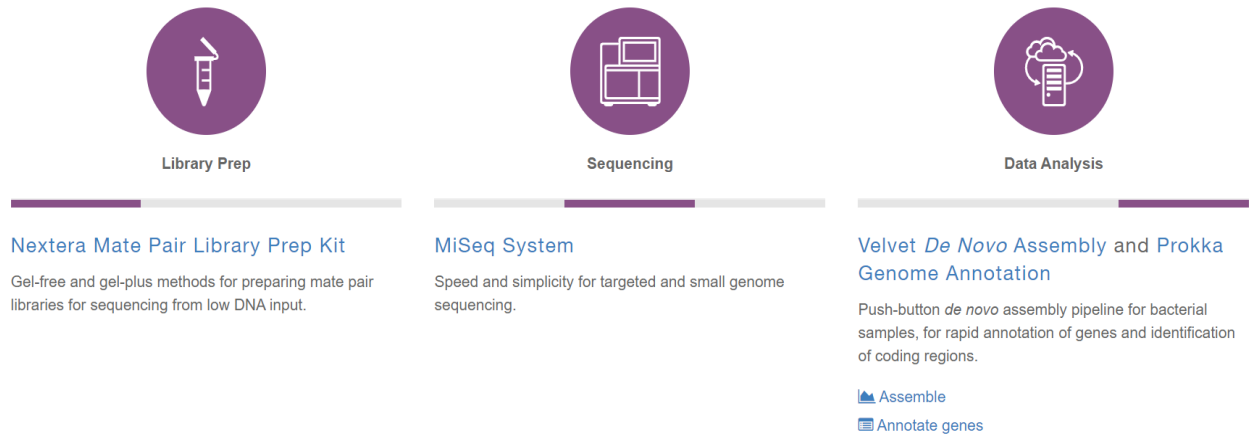 Library Prep
Nextera Mate Pair Library Prep Kit
Gel-free and gel-plus methods for preparing mate pair
libraries for sequencing from low DNA input.
Sequencing
MiSeq System
Speed and simplicity for targeted and small genome
sequencing.
Data Analysis
Velvet De Novo Assembly and Prokka
Genome Annotation
Push-button de novo assembly pipeline for bacterial
samples, for rapid annotation of genes and identification
of coding regions.
Assemble
Annotate genes